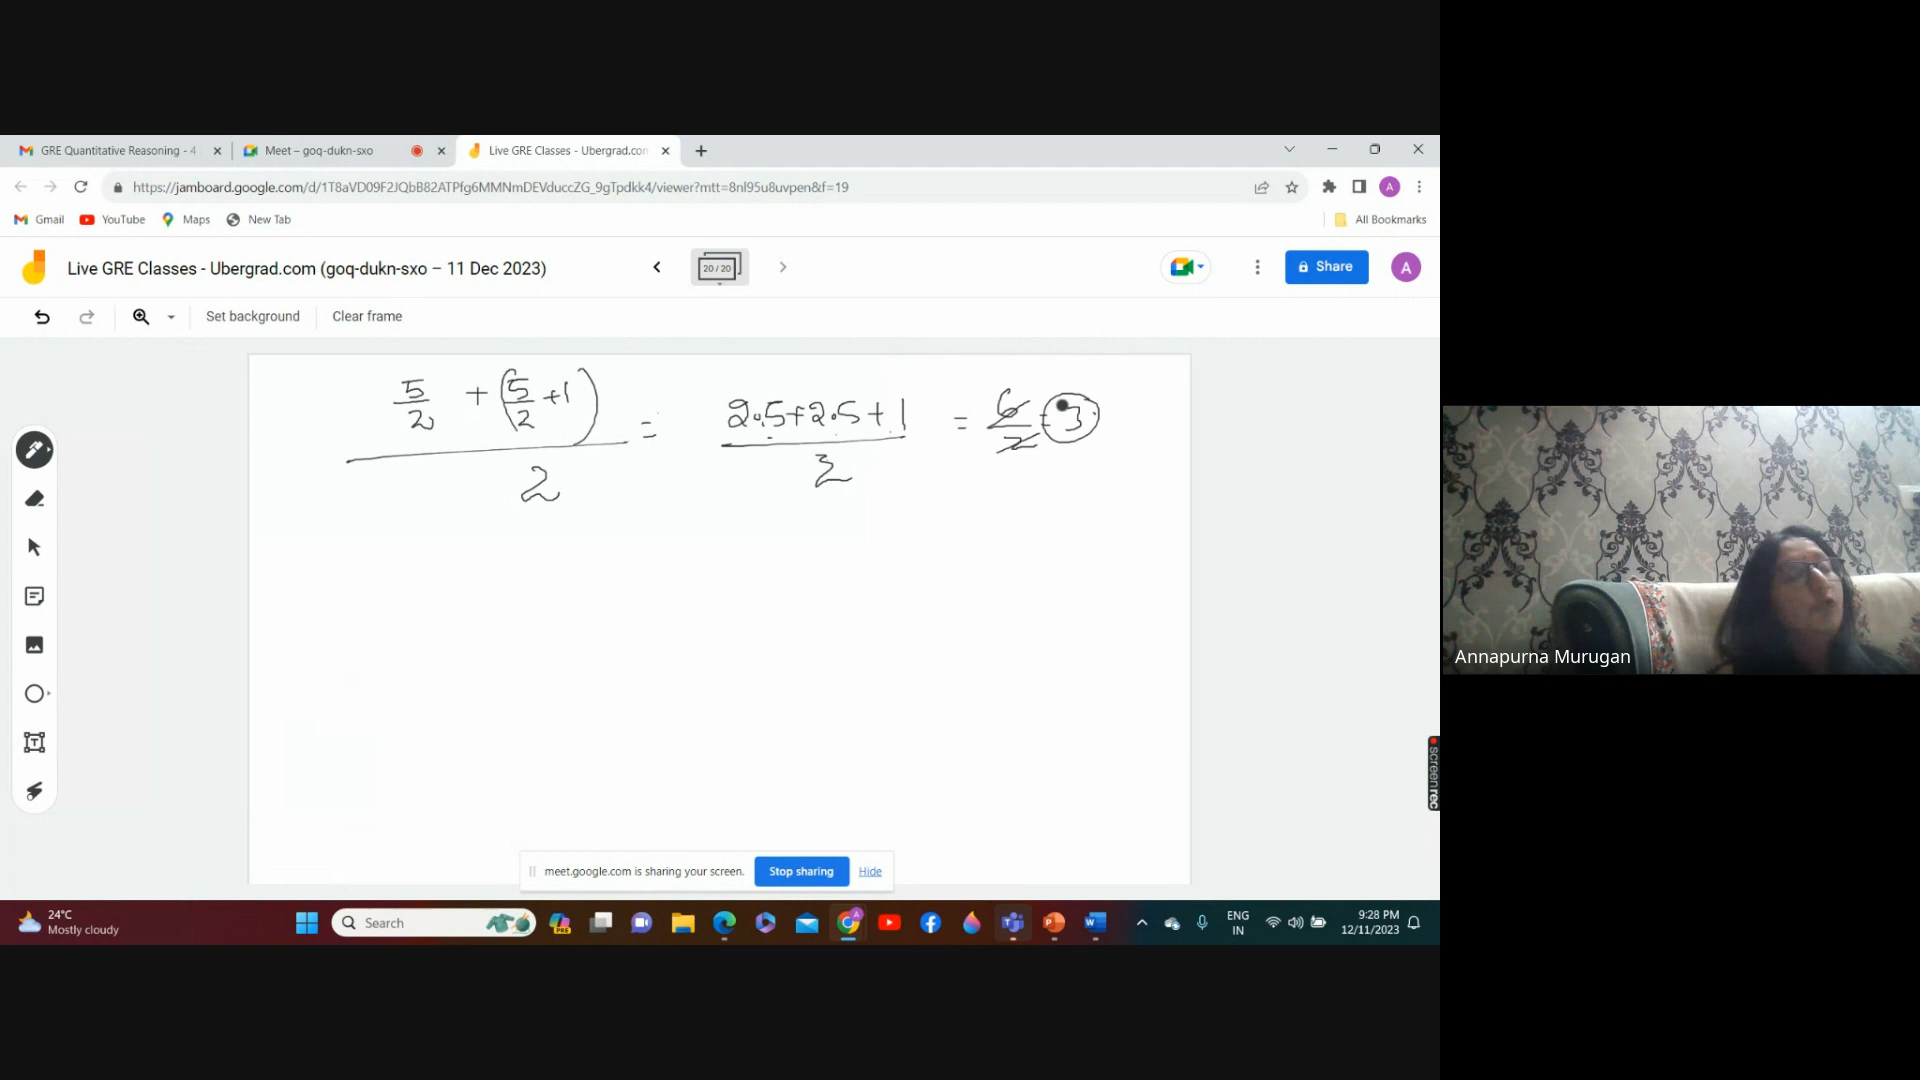 GRE Quantitative Reasoning - 4
Meet – goq-dukn-sxo
Live GRE Classes - Ubergrad.con
https://jamboard.google.com/d/1T8aVD09F2JQbB82ATPfg6MMNmDEVduccZG_9gTpdkk4/viewer?mtt=8nl95u8uvpen&f=19
A
Gmail YouTube Maps New Tab All Bookmarks
Live GRE Classes - Ubergrad.com (goq-dukn-sxo – 11 Dec 2023)
20 / 20
Share
A
Set background Clear frame
5/2 + (5/2 +1) = 2.5+2.5+1 = 6/2 = 3
2 2
Annapurna Murugan
screenrec
meet.google.com is sharing your screen. Stop sharing Hide
24°C
Mostly cloudy
Search
PRE
ENG
IN
9:28 PM
12/11/2023